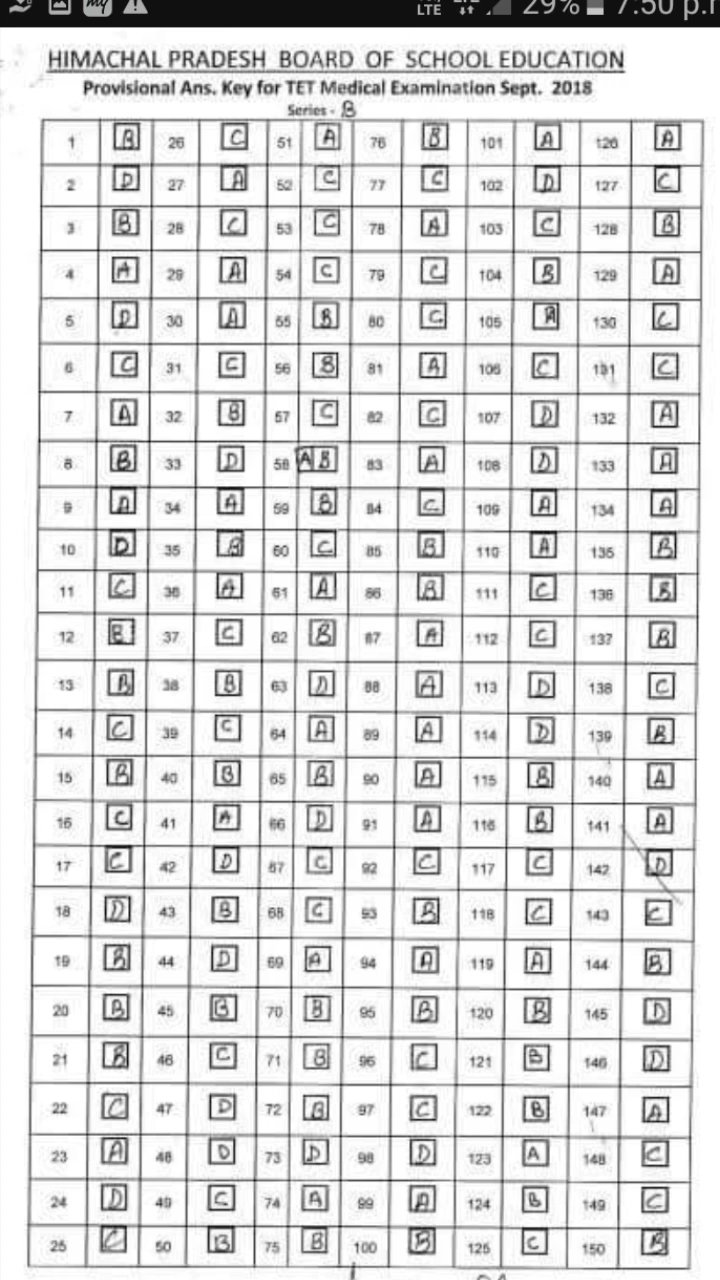 my LTE 29% 7:50 p.
HIMACHAL PRADESH BOARD OF SCHOOL EDUCATION
Provisional Ans. Key for TET Medical Examination Sept. 2018
Series - B
1 B 26 C 51 A 76 B 101 A 126 A
2 D 27 A 52 C 77 C 102 D 127 C
3 B 28 C 53 C 78 A 103 C 128 B
4 A 29 A 54 C 79 C 104 B 129 A
5 D 30 A 55 B 80 C 105 130 C
6 C 31 C 56 B 81 A 106 C 131 C
7 A 32 B 57 C 82 C 107 D 132 A
8 B 33 D 58 A B 83 A 108 D 133 A
9 A 34 A 59 B 84 C 109 A 134 A
10 D 35 B 60 C 85 B 110 A 135 B
11 C 36 A 61 A 86 B 111 C 136 B
12 B 37 C 62 B 87 A 112 C 137 B
13 B 38 B 63 D 88 A 113 D 138 C
14 C 39 C 64 A 89 A 114 D 139 B
15 B 40 B 65 B 90 A 115 B 140 A
16 C 41 A 66 D 91 A 116 B 141 A
17 C 42 D 67 C 92 C 117 C 142 D
18 D 43 B 68 C 93 B 118 C 143 C
19 B 44 D 69 A 94 A 119 A 144 B
20 B 45 B 70 B 95 B 120 B 145 D
21 B 46 C 71 B 96 C 121 B 146 D
22 C 47 D 72 B 97 C 122 B 147 A
23 A 48 D 73 D 98 D 123 A 148 C
24 D 49 C 74 A 99 A 124 B 149 C
25 C 50 B 75 B 100 B 125 C 150 B